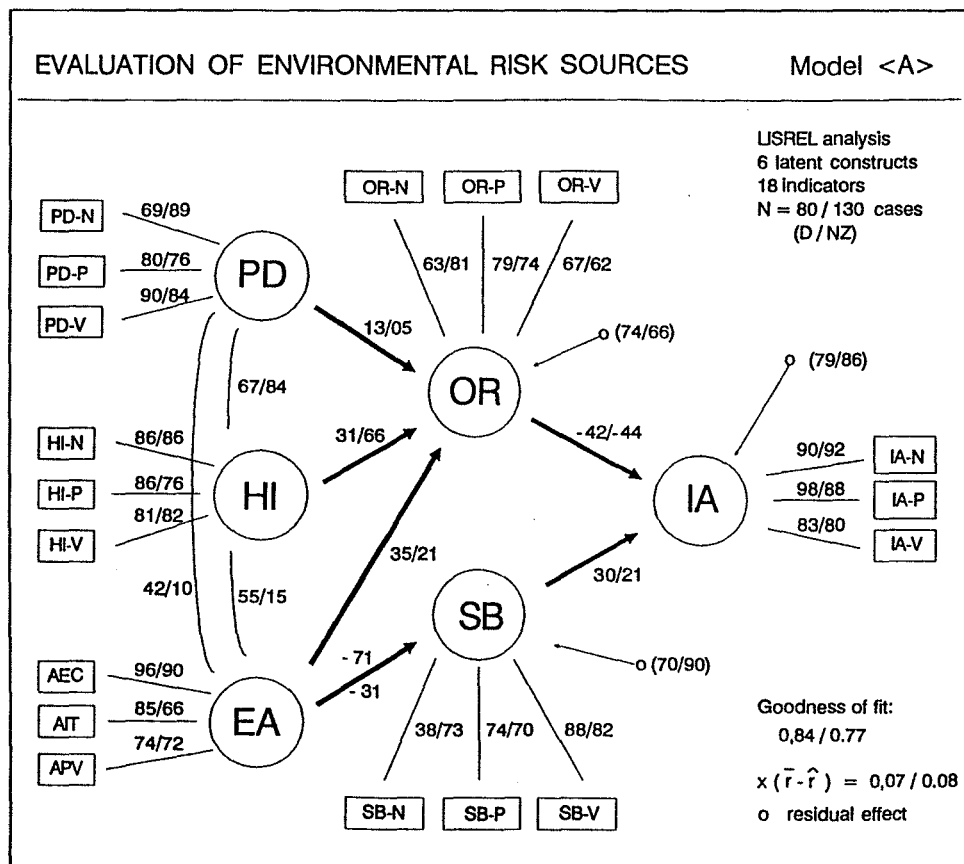 EVALUATION OF ENVIRONMENTAL RISK SOURCES Model <A>
LISREL analysis
6 latent constructs
18 indicators
N = 80 / 130 cases
(D / NZ)
OR-N OR-P OR-V
63/81 79/74 67/62
PD-N 69/89
PD-P 80/76
PD-V 90/84
PD
13/05
OR
(74/66)
(79/86)
67/84
HI-N 86/86
HI-P 86/76
HI-V 81/82
HI
31/66
-42/-44
IA
90/92 IA-N
98/88 IA-P
83/80 IA-V
42/10
55/15
35/21
30/21
SB
-71
-31
o (70/90)
AEC 96/90
AIT 85/66
APV 74/72
EA
38/73 74/70 88/82
SB-N SB-P SB-V
Goodness of fit:
0,84 / 0.77
x ( r̄ - r̂ ) = 0,07 / 0.08
o residual effect